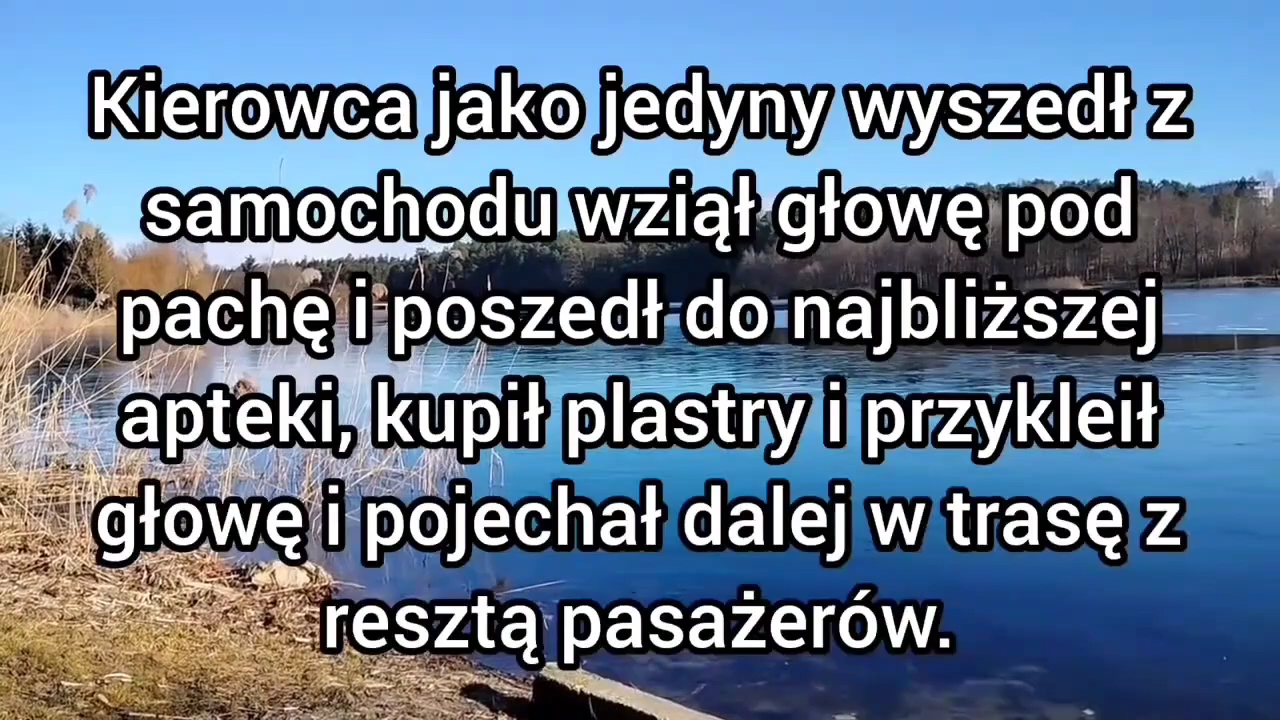 Kierowca jako jedyny wyszedł z
samochodu wziął głowę pod
pachę i poszedł do najbliższej
apteki, kupił plastry i przykleił
głowę i pojechał dalej w trasę z
resztą pasażerów.